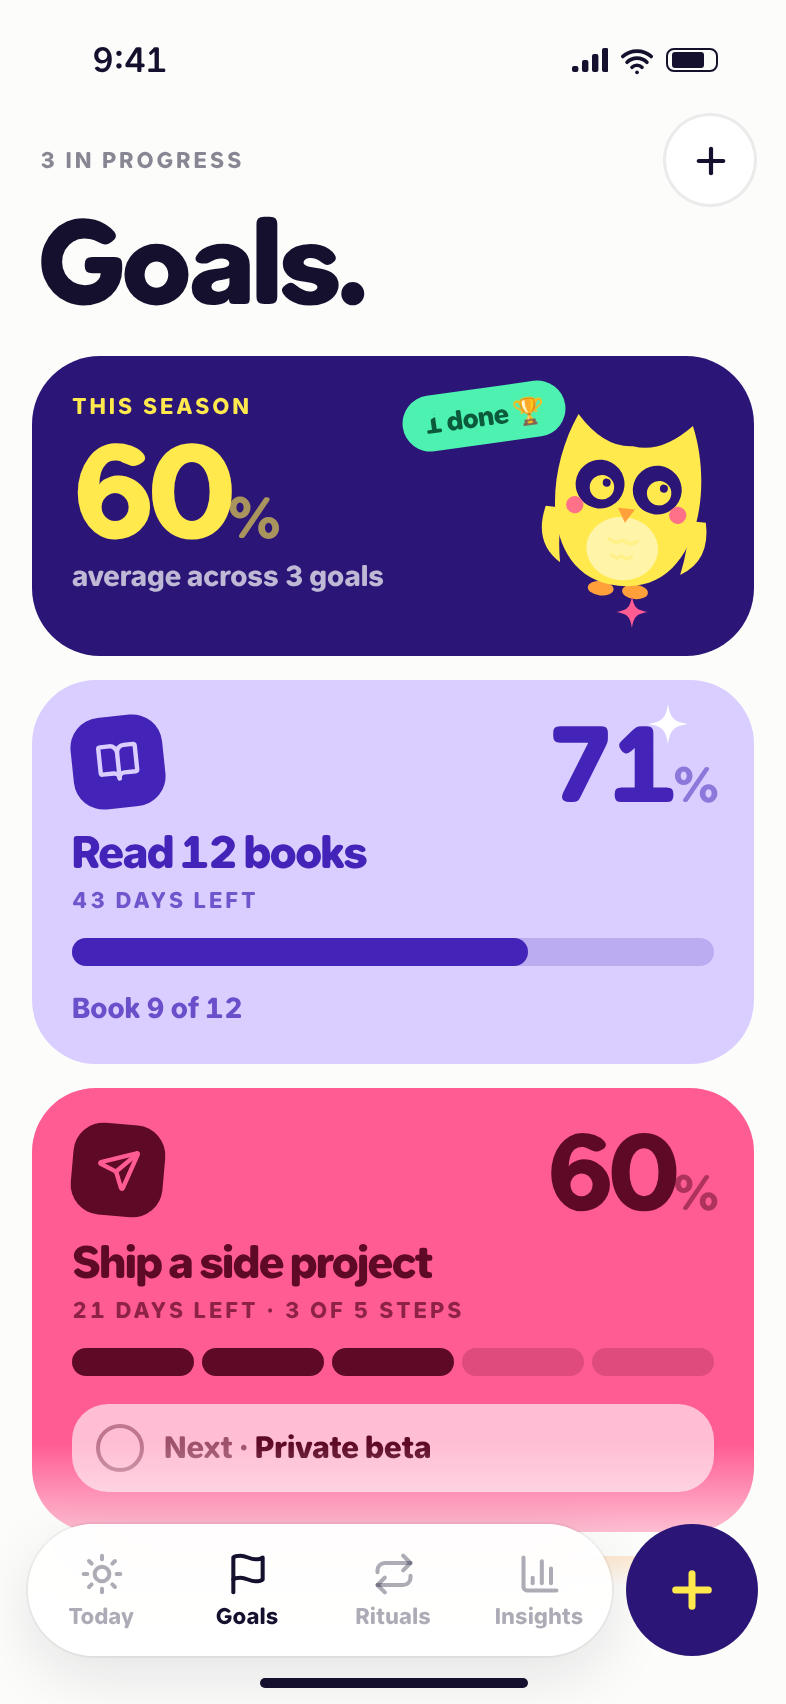 9:41
3 IN PROGRESS
Goals.
THIS SEASON
1 done 🏆
60%
average across 3 goals
71%
Read 12 books
43 DAYS LEFT
Book 9 of 12
60%
Ship a side project
21 DAYS LEFT · 3 OF 5 STEPS
Next · Private beta
Today
Goals
Rituals
Insights